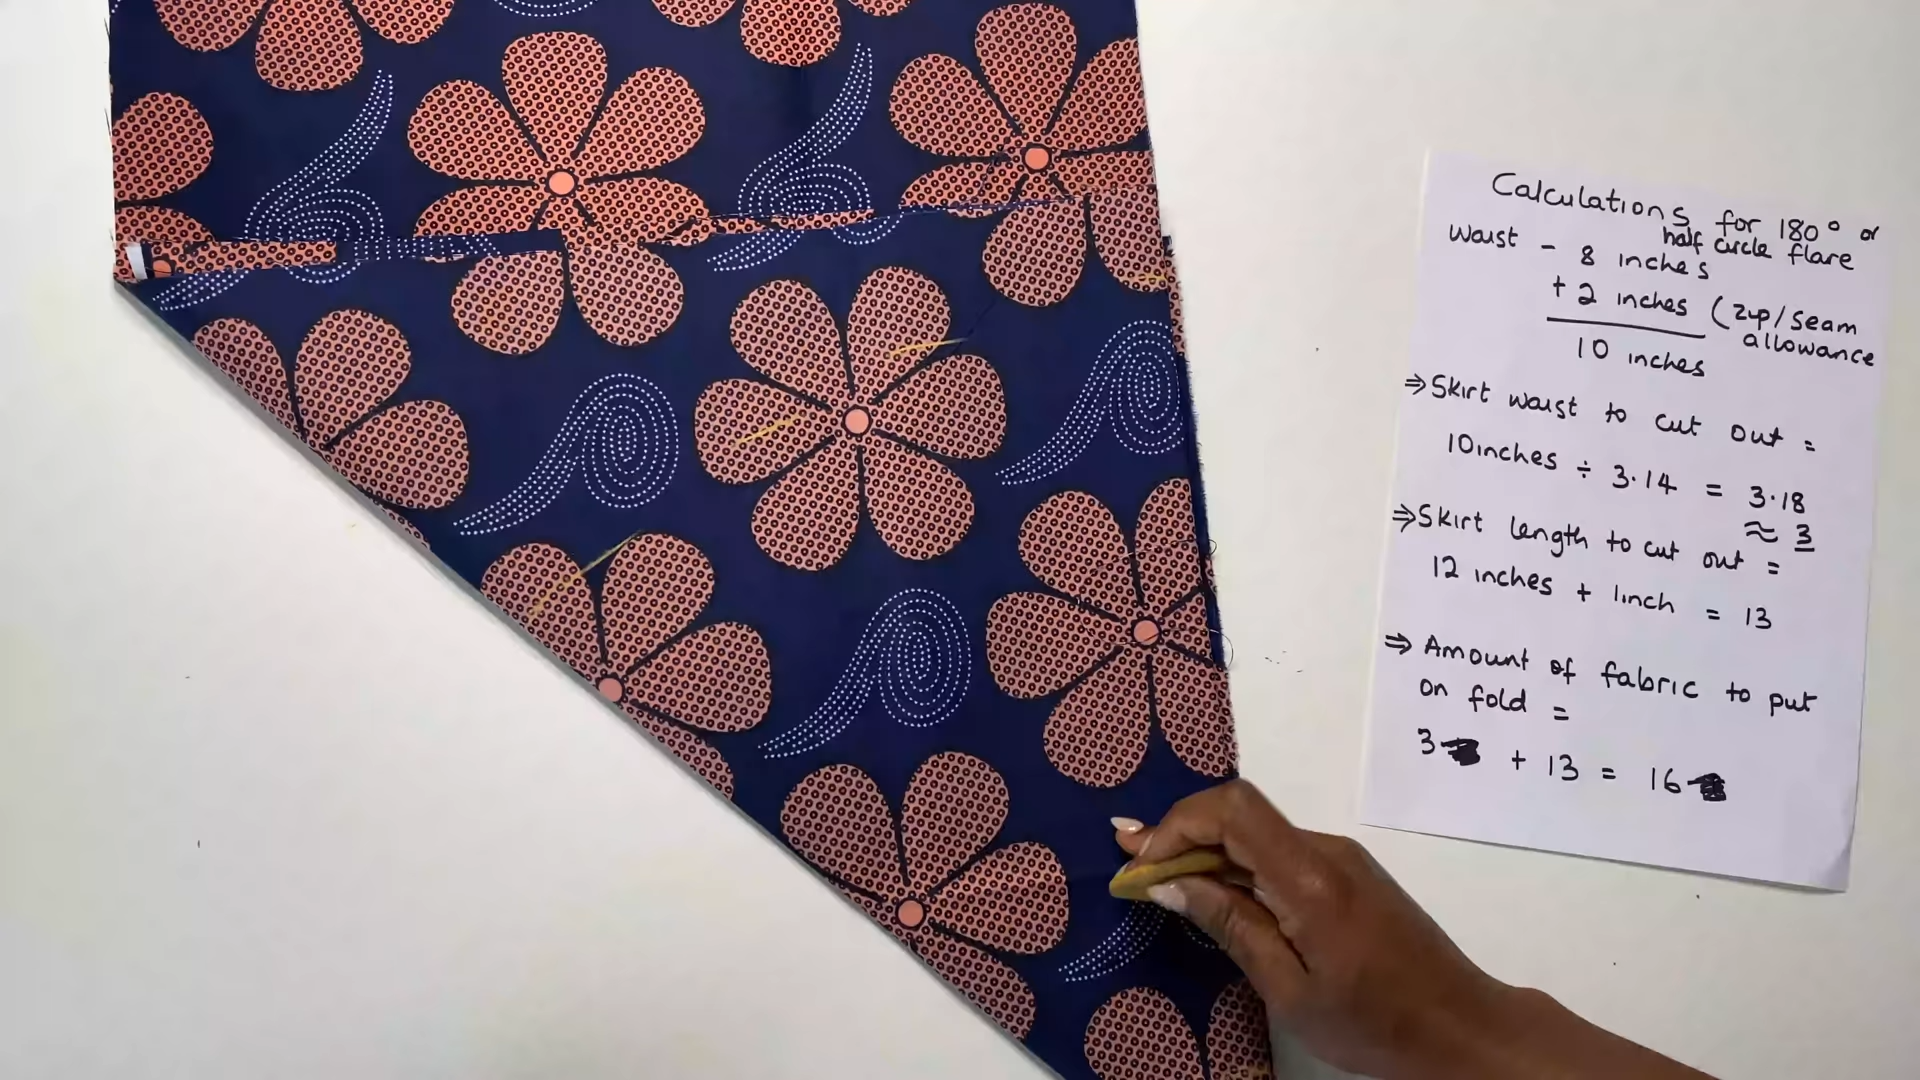 Calculations for 180° or
half circle flare
Waist - 8 inches
+ 2 inches (zip/seam
allowance
10 inches
⇒ Skirt waist to cut out =
10inches ÷ 3.14 = 3.18
≈ 3
⇒ Skirt length to cut out =
12 inches + 1inch = 13
⇒ Amount of fabric to put
on fold =
3 + 13 = 16